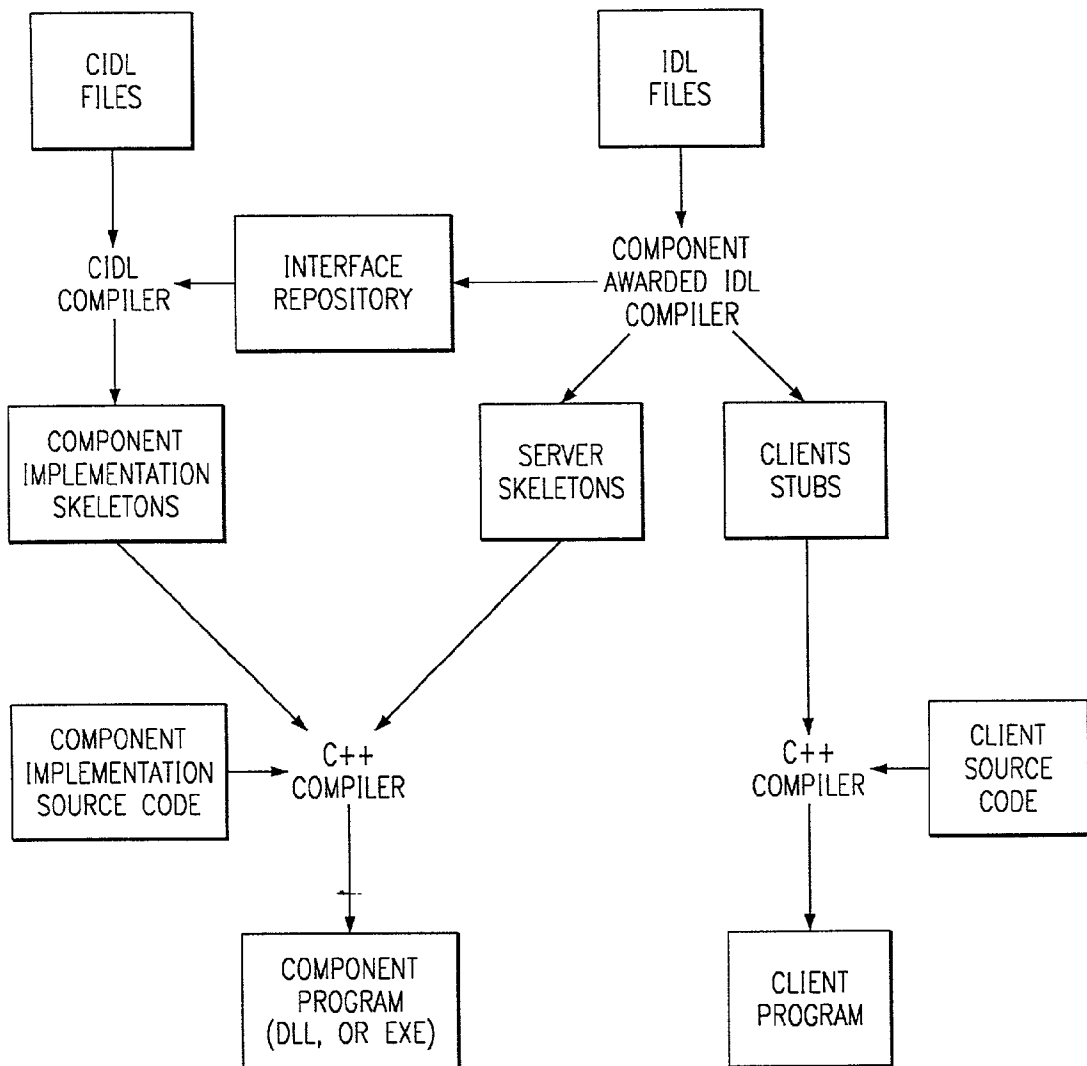 CIDL
FILES
IDL
FILES
CIDL
COMPILER
INTERFACE
REPOSITORY
COMPONENT
AWARDED IDL
COMPILER
COMPONENT
IMPLEMENTATION
SKELETONS
SERVER
SKELETONS
CLIENTS
STUBS
COMPONENT
IMPLEMENTATION
SOURCE CODE
C++
COMPILER
C++
COMPILER
CLIENT
SOURCE
CODE
COMPONENT
PROGRAM
(DLL, OR EXE)
CLIENT
PROGRAM